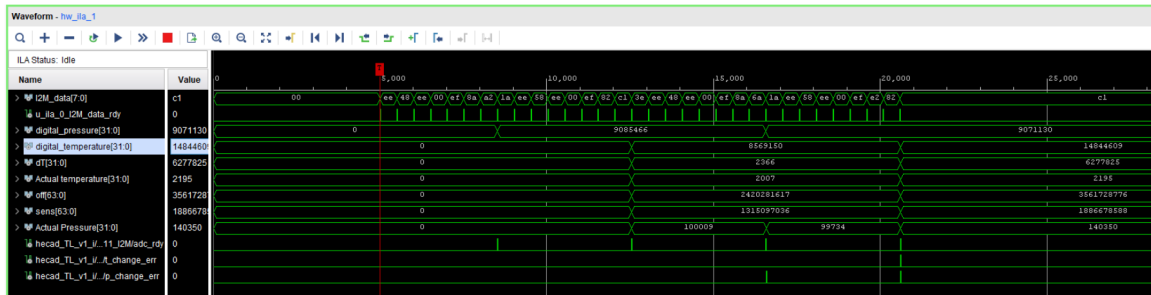 Waveform - hw_ila_1
ILA Status: Idle
Name Value
0 5,000 10,000 15,000 20,000 25,000
I2M_data[7:0] c1 00 ee 48 ee 00 ef 8a a2 1a ee 58 ee 00 ef 82 c1 3e ee 48 ee 00 ef 8a 6a 1a ee 58 ee 00 ef e2 82 c1
u_ila_0_I2M_data_rdy 0
digital_pressure[31:0] 9071130 0 9085466 9071130
digital_temperature[31:0] 1484460 0 8569150 14844609
dT[31:0] 6277825 0 2366 6277825
Actual temperature[31:0] 2195 0 2007 2195
off[63:0] 3561728 0 2420281617 3561728776
sens[63:0] 1886678 0 1315097036 1886678588
Actual Pressure[31:0] 140350 0 100009 99734 140350
hecad_TL_v1_i/...11_I2M/adc_rdy 0
hecad_TL_v1_i/.../t_change_err 0
hecad_TL_v1_i/.../p_change_err 0